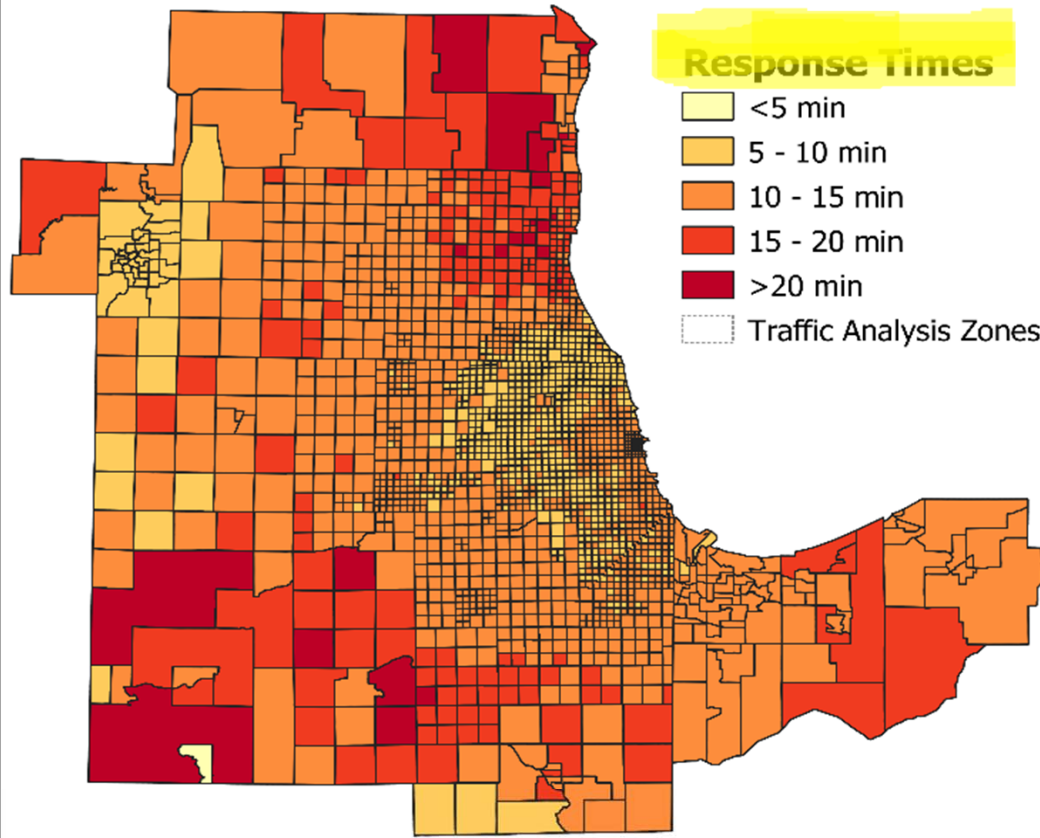 Response Times
<5 min
5 - 10 min
10 - 15 min
15 - 20 min
>20 min
Traffic Analysis Zones